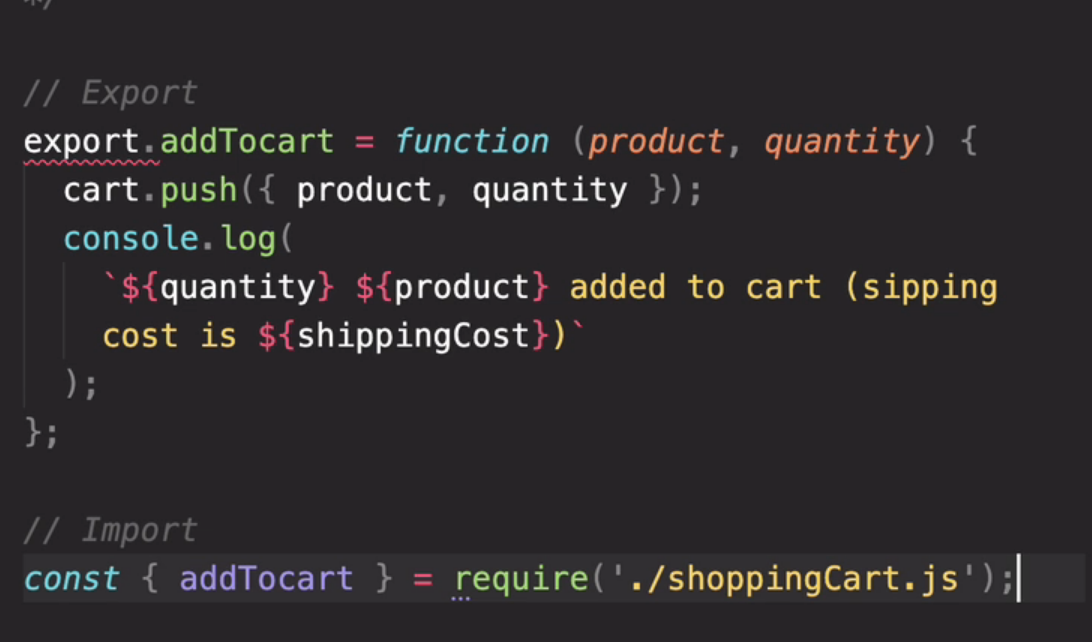 */
// Export
export.addTocart = function (product, quantity) {
cart.push({ product, quantity });
console.log(
`${quantity} ${product} added to cart (sipping
cost is ${shippingCost})`
);
};
// Import
const { addTocart } = require('./shoppingCart.js');